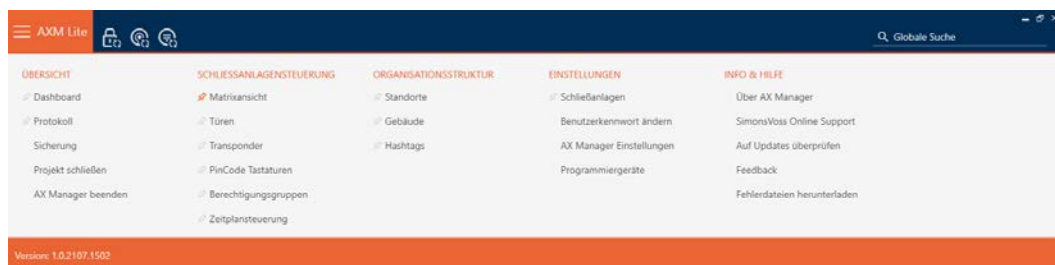 AXM Lite
Globale Suche
ÜBERSICHT
Dashboard
Protokoll
Sicherung
Projekt schließen
AX Manager beenden
SCHLIESSANLAGENSTEUERUNG
Matrixansicht
Türen
Transponder
PinCode Tastaturen
Berechtigungsgruppen
Zeitplansteuerung
ORGANISATIONSSTRUKTUR
Standorte
Gebäude
Hashtags
EINSTELLUNGEN
Schließanlagen
Benutzerkennwort ändern
AX Manager Einstellungen
Programmiergeräte
INFO & HILFE
Über AX Manager
SimonsVoss Online Support
Auf Updates überprüfen
Feedback
Fehlerdateien herunterladen
Version: 1.0.2107.1502